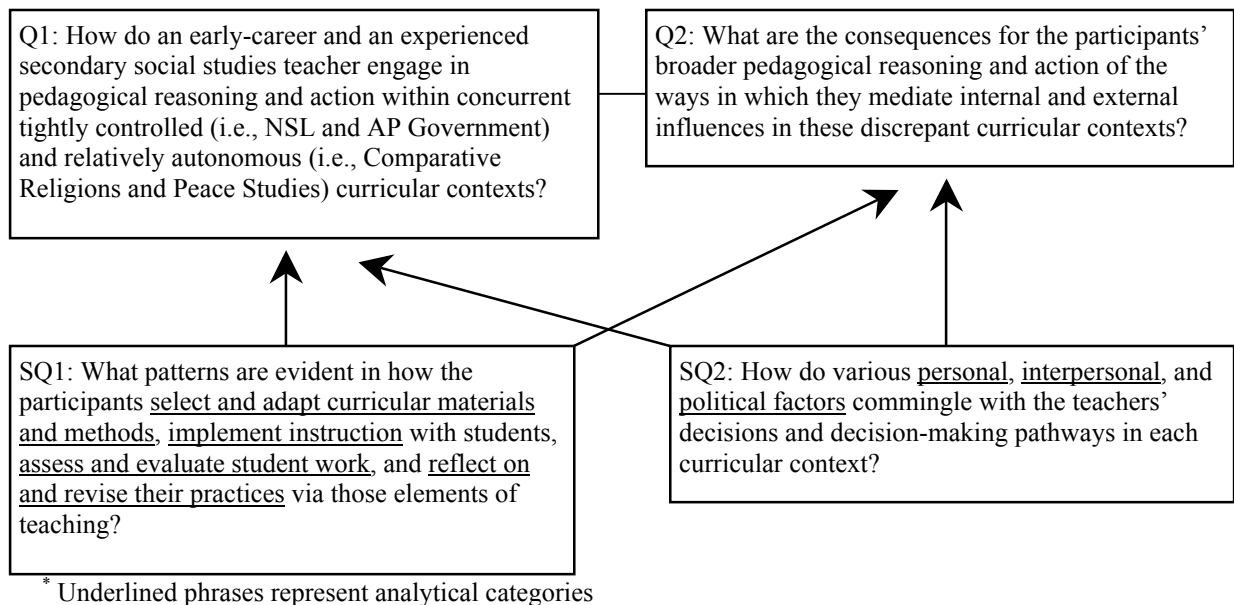 Q1: How do an early-career and an experienced
secondary social studies teacher engage in
pedagogical reasoning and action within concurrent
tightly controlled (i.e., NSL and AP Government)
and relatively autonomous (i.e., Comparative
Religions and Peace Studies) curricular contexts?
Q2: What are the consequences for the participants’
broader pedagogical reasoning and action of the
ways in which they mediate internal and external
influences in these discrepant curricular contexts?
SQ1: What patterns are evident in how the
participants select and adapt curricular materials
and methods, implement instruction with students,
assess and evaluate student work, and reflect on
and revise their practices via those elements of
teaching?
SQ2: How do various personal, interpersonal, and
political factors commingle with the teachers’
decisions and decision-making pathways in each
curricular context?
* Underlined phrases represent analytical categories